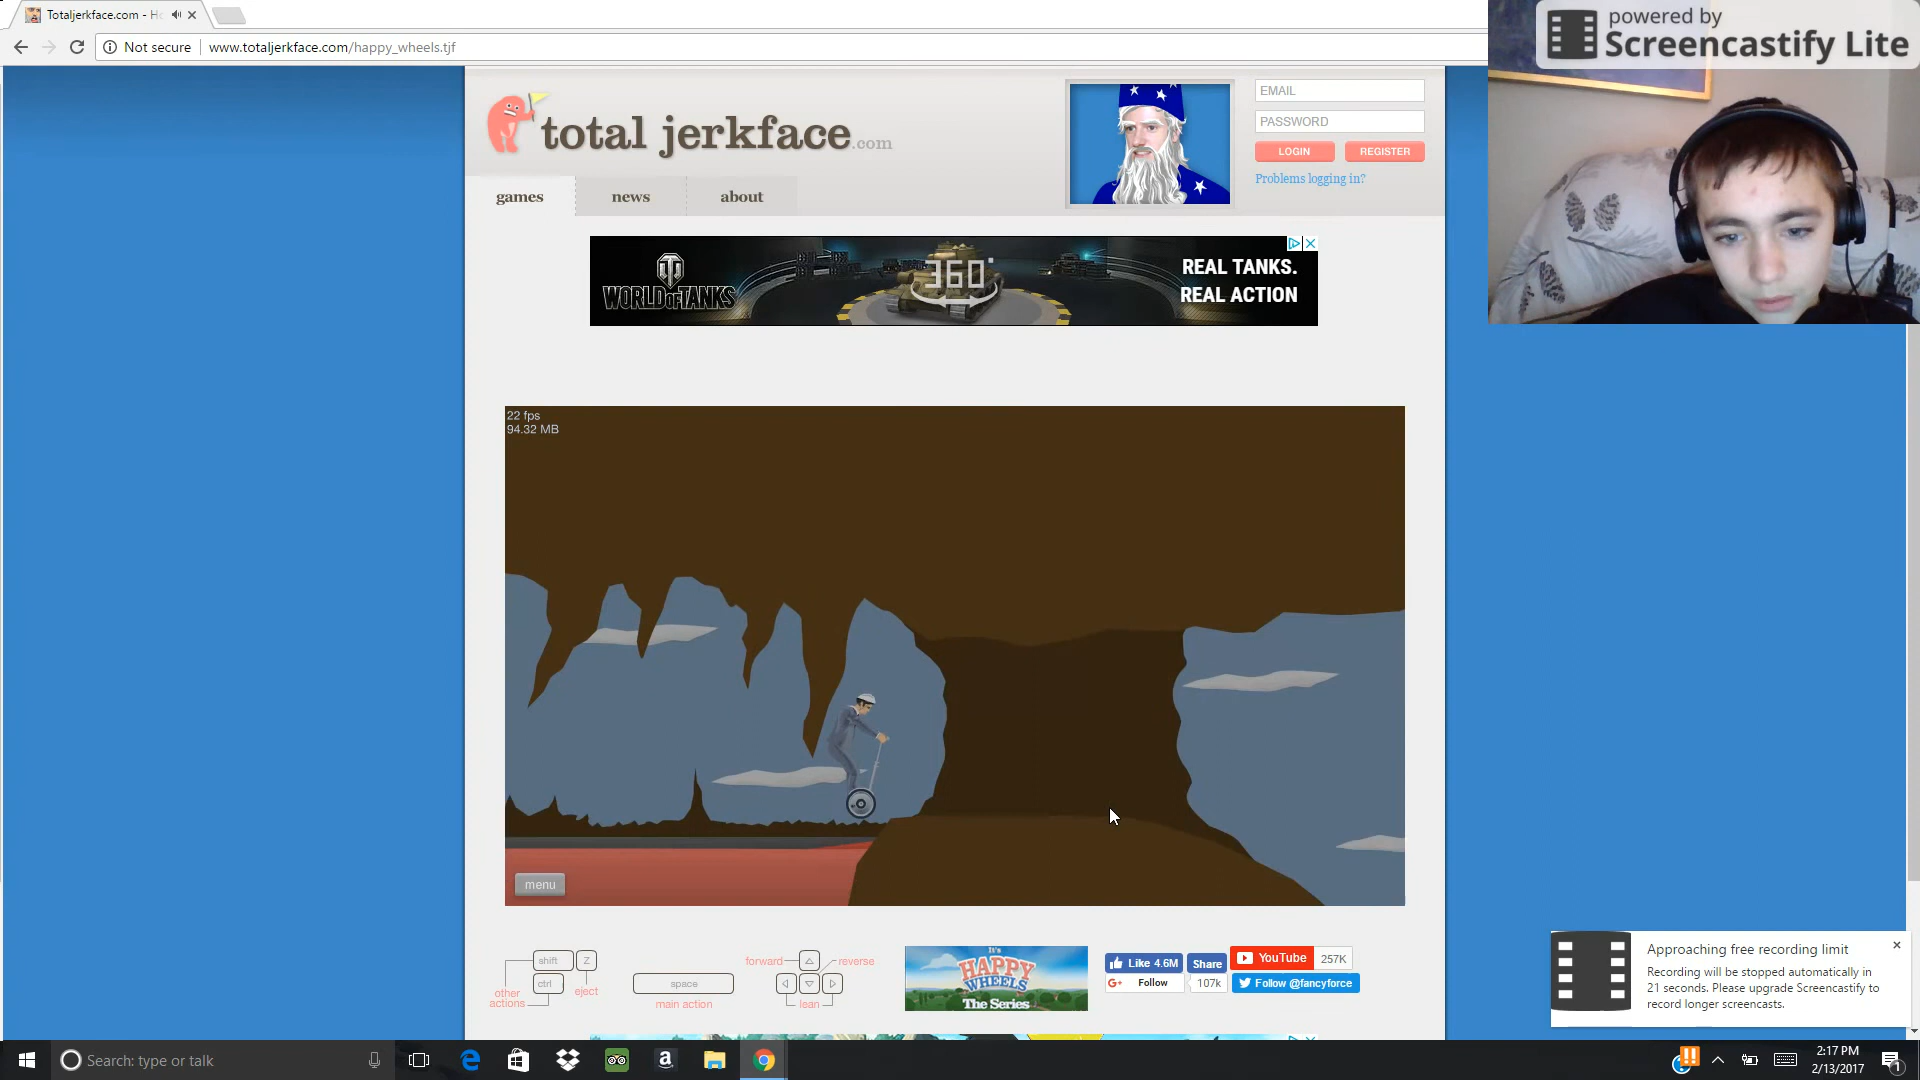 Totaljerkface.com - H
powered by
Screencastify Lite
Not secure
www.totaljerkface.com/happy_wheels.tjf
total jerkface.com
EMAIL
PASSWORD
LOGIN
REGISTER
Problems logging in?
games
news
about
WORLD OF TANKS
360°
REAL TANKS.
REAL ACTION
22 fps
94.32 MB
menu
shift
Z
ctrl
other
actions
eject
space
main action
forward
reverse
lean
IT'S
HAPPY
WHEELS
The Series
Like 4.6M
Share
YouTube
257K
G+ Follow
107k
Follow @fancyforce
Approaching free recording limit
Recording will be stopped automatically in
21 seconds. Please upgrade Screencastify to
record longer screencasts.
Search: type or talk
2:17 PM
2/13/2017
1